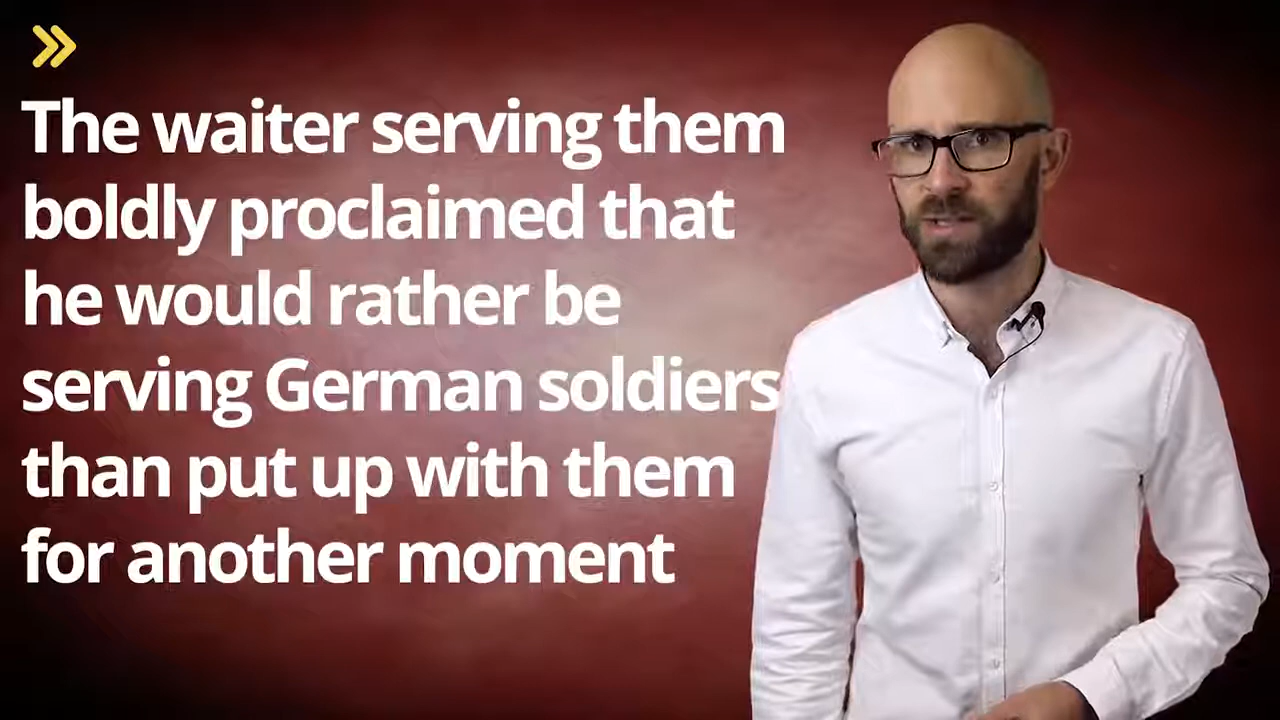 The waiter serving them
boldly proclaimed that
he would rather be
serving German soldiers
than put up with them
for another moment